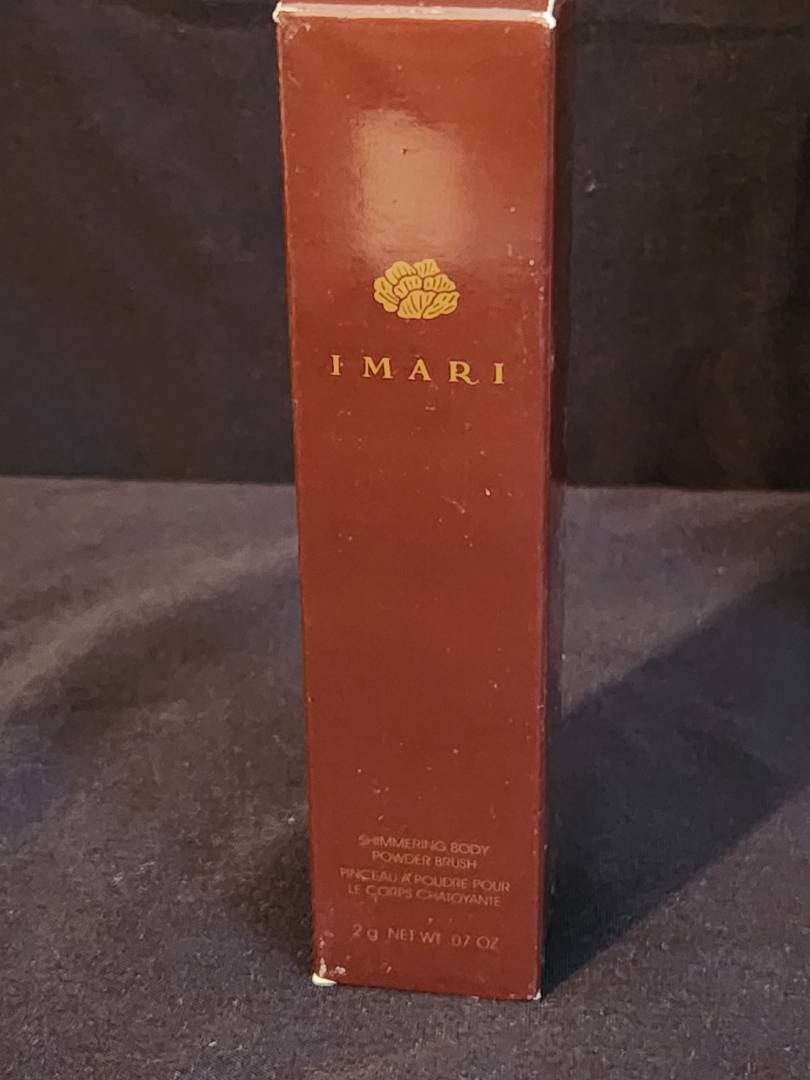 IMARI
SHIMMERING BODY
POWDER BRUSH
PINCEAU À POUDRE POUR
LE CORPS CHATOYANTE
2 g NET WT .07 OZ